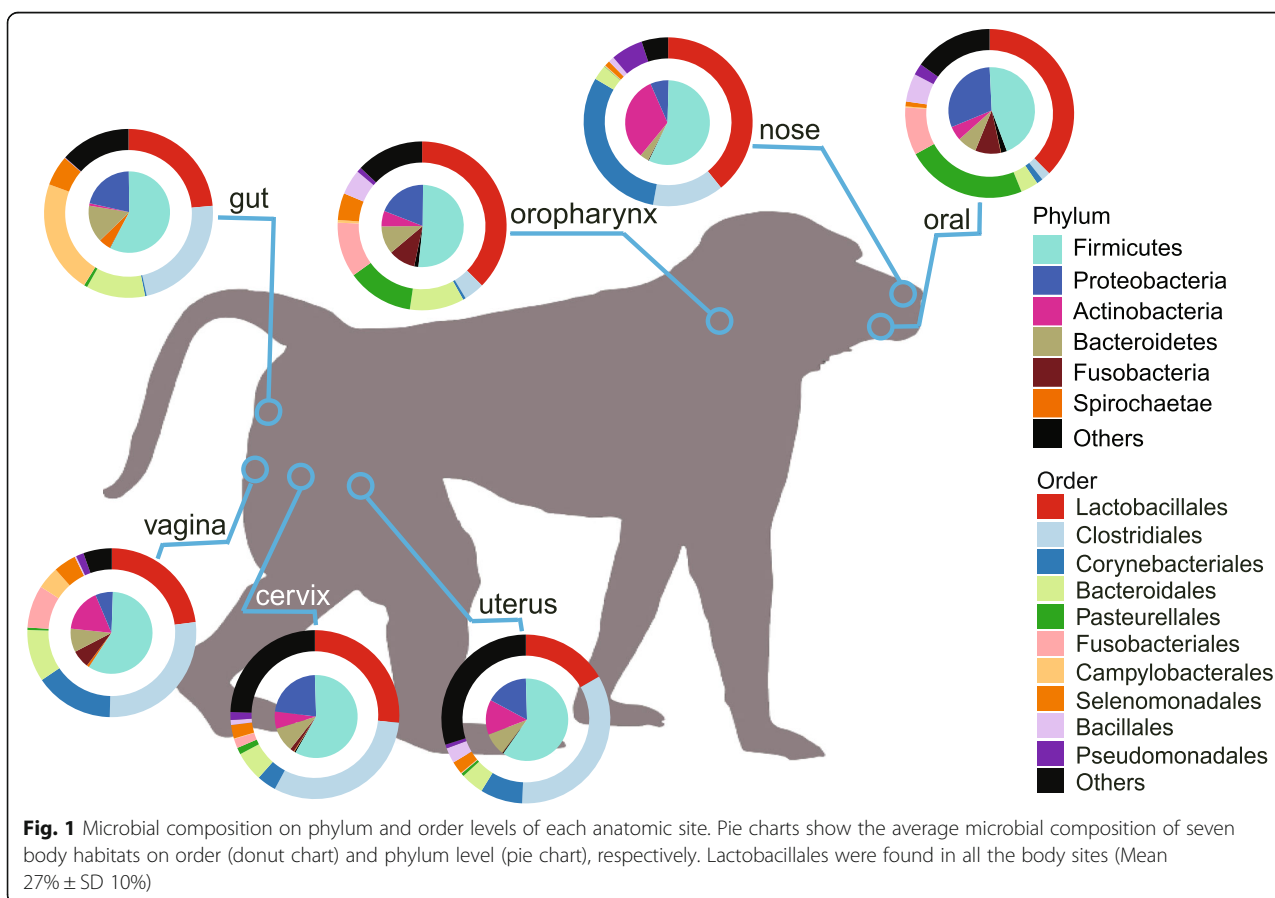 nose
gut
oropharynx
oral
Phylum
Firmicutes
Proteobacteria
Actinobacteria
Bacteroidetes
Fusobacteria
Spirochaetae
Others
Order
Lactobacillales
Clostridiales
Corynebacteriales
Bacteroidales
Pasteurellales
Fusobacteriales
Campylobacterales
Selenomonadales
Bacillales
Pseudomonadales
Others
vagina
cervix
uterus
Fig. 1 Microbial composition on phylum and order levels of each anatomic site. Pie charts show the average microbial composition of seven
body habitats on order (donut chart) and phylum level (pie chart), respectively. Lactobacillales were found in all the body sites (Mean
27% ± SD 10%)